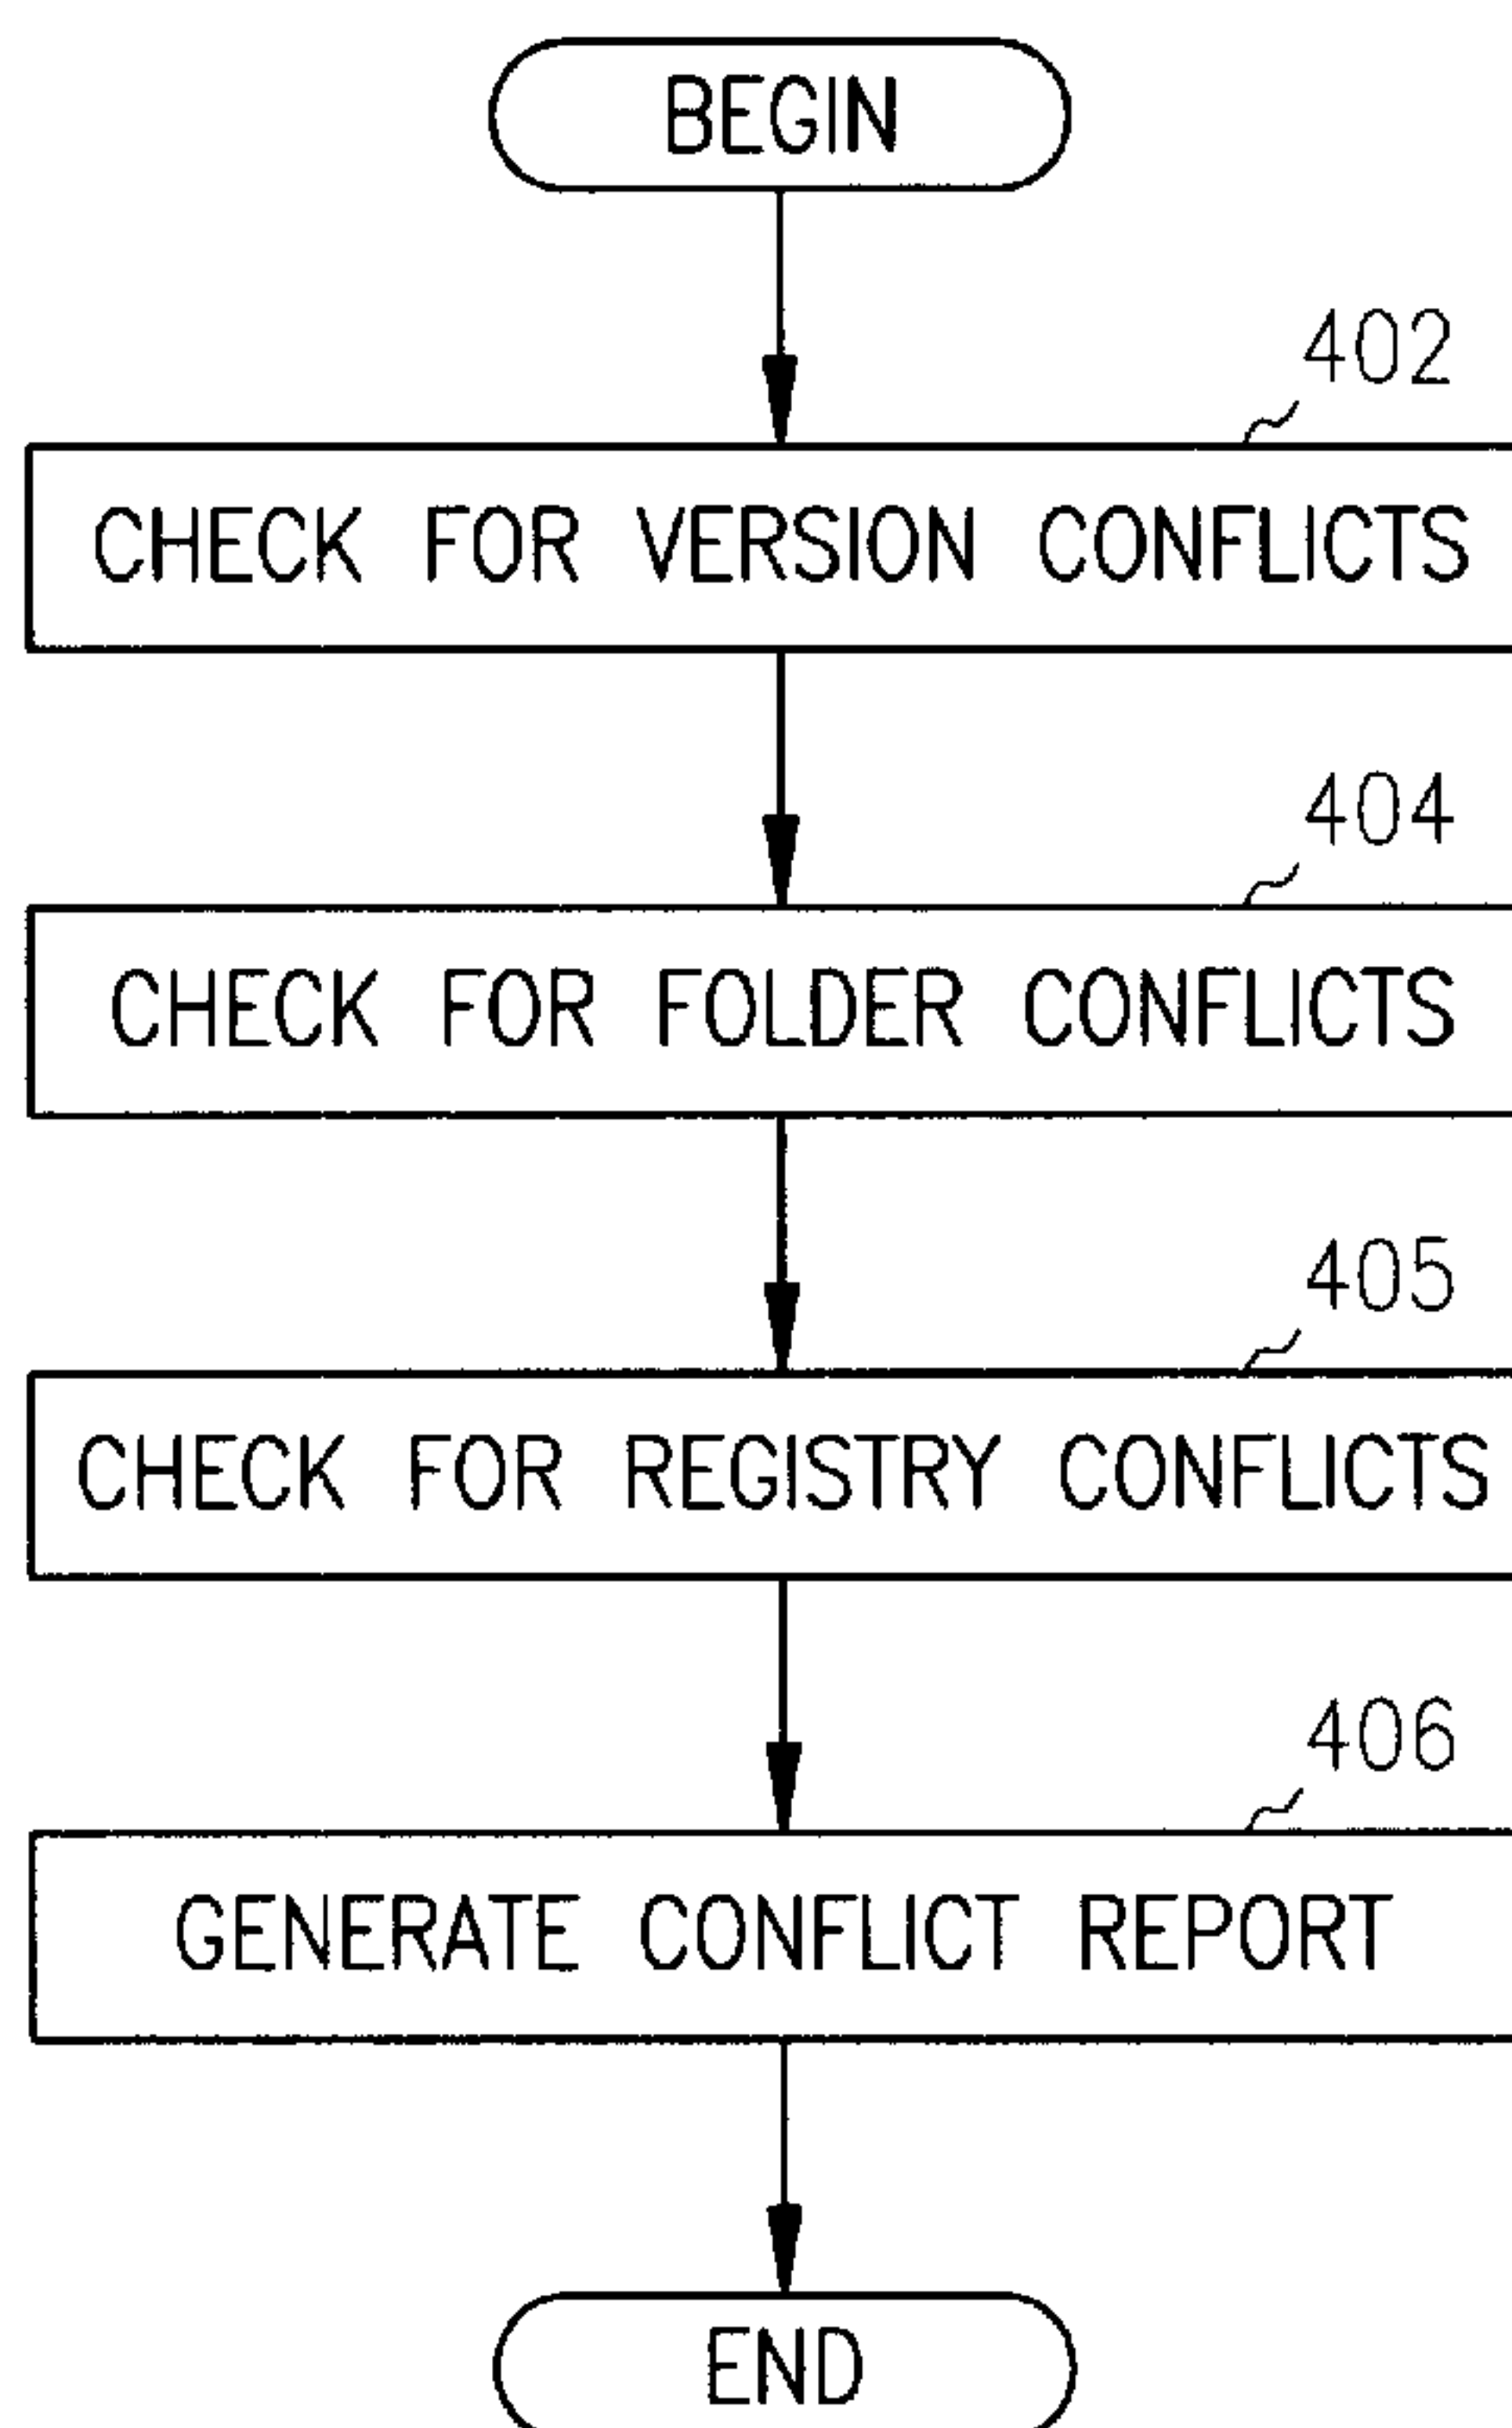 BEGIN
402
CHECK FOR VERSION CONFLICTS
404
CHECK FOR FOLDER CONFLICTS
405
CHECK FOR REGISTRY CONFLICTS
406
GENERATE CONFLICT REPORT
END